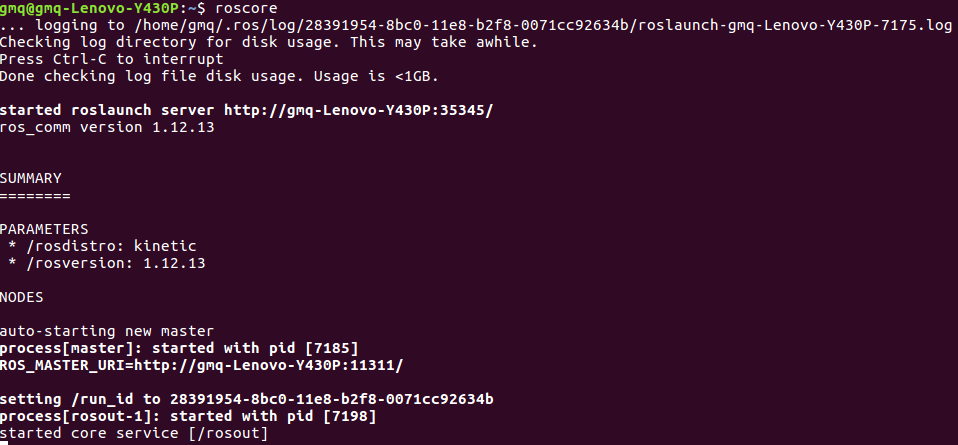 gmq@gmq-Lenovo-Y430P:~$ roscore
... logging to /home/gmq/.ros/log/28391954-8bc0-11e8-b2f8-0071cc92634b/roslaunch-gmq-Lenovo-Y430P-7175.log
Checking log directory for disk usage. This may take awhile.
Press Ctrl-C to interrupt
Done checking log file disk usage. Usage is <1GB.

started roslaunch server http://gmq-Lenovo-Y430P:35345/
ros_comm version 1.12.13

SUMMARY
========

PARAMETERS
 * /rosdistro: kinetic
 * /rosversion: 1.12.13

NODES

auto-starting new master
process[master]: started with pid [7185]
ROS_MASTER_URI=http://gmq-Lenovo-Y430P:11311/

setting /run_id to 28391954-8bc0-11e8-b2f8-0071cc92634b
process[rosout-1]: started with pid [7198]
started core service [/rosout]